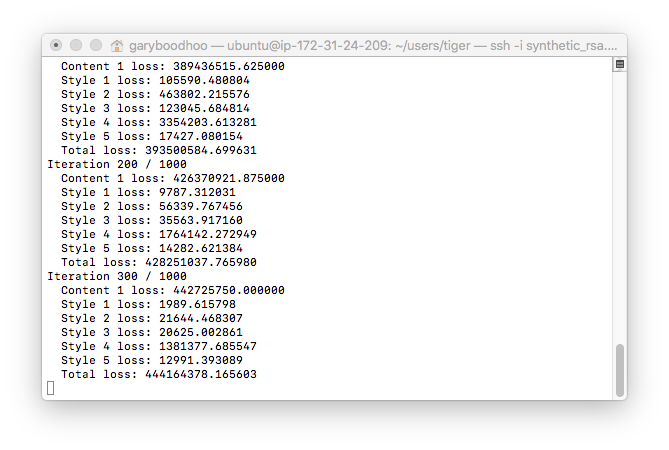 garyboodhoo — ubuntu@ip-172-31-24-209: ~/users/tiger — ssh -i synthetic_rsa....
Content 1 loss: 389436515.625000
Style 1 loss: 105590.480804
Style 2 loss: 463802.215576
Style 3 loss: 123045.684814
Style 4 loss: 3354203.613281
Style 5 loss: 17427.080154
Total loss: 393500584.699631
Iteration 200 / 1000
Content 1 loss: 426370921.875000
Style 1 loss: 9787.312031
Style 2 loss: 56339.767456
Style 3 loss: 35563.917160
Style 4 loss: 1764142.272949
Style 5 loss: 14282.621384
Total loss: 428251037.765980
Iteration 300 / 1000
Content 1 loss: 442725750.000000
Style 1 loss: 1989.615798
Style 2 loss: 21644.468307
Style 3 loss: 20625.002861
Style 4 loss: 1381377.685547
Style 5 loss: 12991.393089
Total loss: 444164378.165603